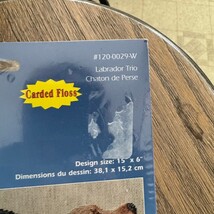 #120-0029-W
Labrador Trio
Chaton de Perse
Carded Floss
Design size: 15" x 6"
Dimensions du dessin: 38,1 x 15,2 cm